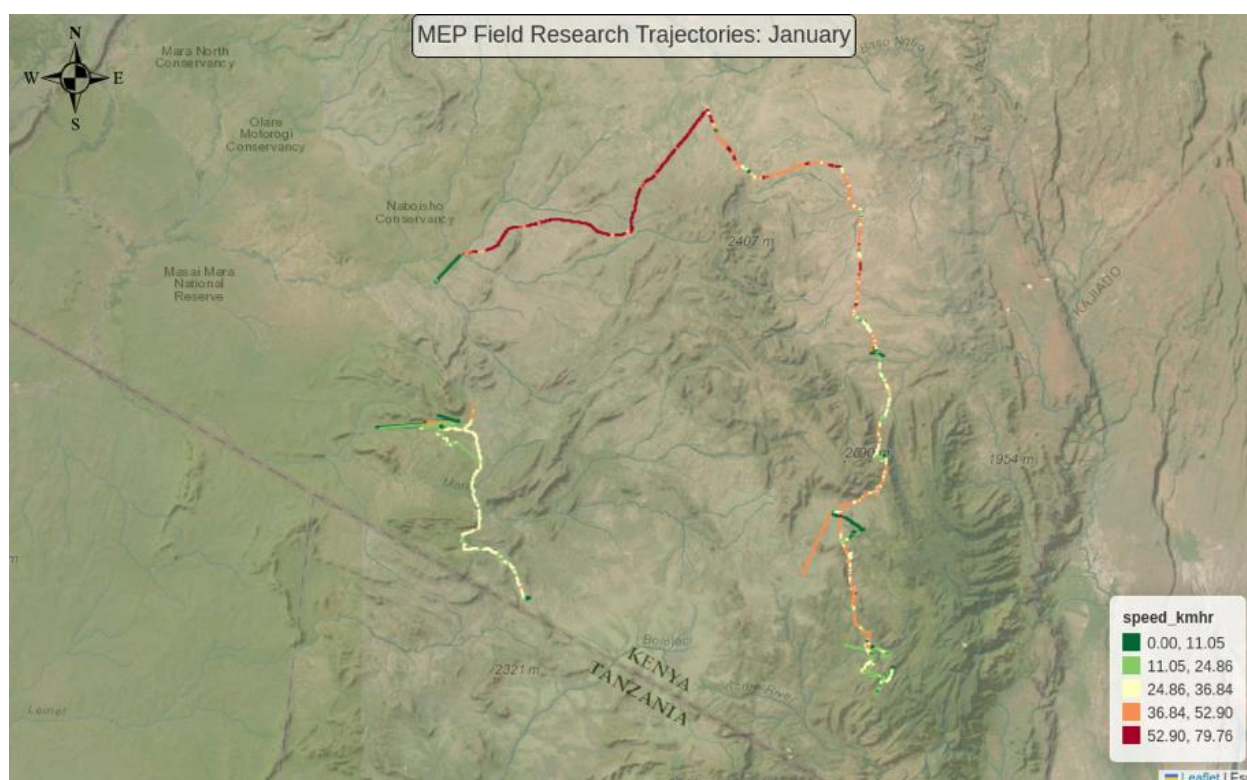 MEP Field Research Trajectories: January
N
W
E
S
Mara North
Conservancy
Olare
Motorogi
Conservancy
Naboisho
Conservancy
2407 m
Masai Mara
National
Reserve
KAJIADO
1954 m
Mara
m
KENYA
TANZANIA
2321 m
speed_kmhr
0.00, 11.05
11.05, 24.86
24.86, 36.84
36.84, 52.90
52.90, 79.76
Leaflet | Es